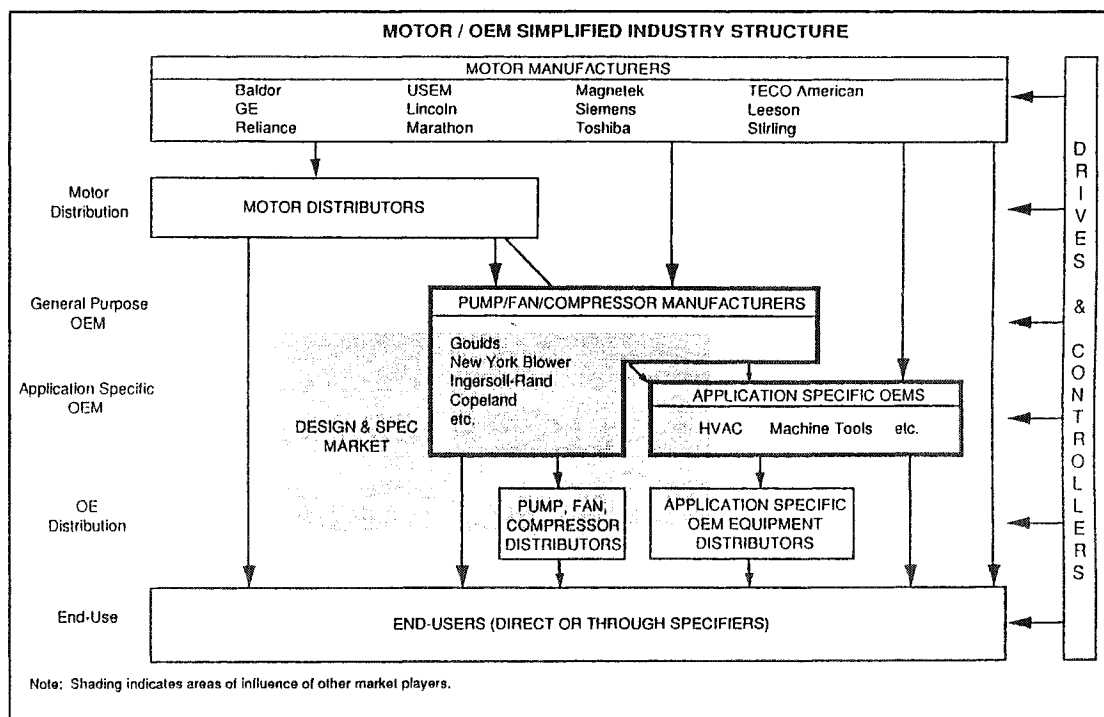 MOTOR / OEM SIMPLIFIED INDUSTRY STRUCTURE
MOTOR MANUFACTURERS
Baldor USEM Magnetek TECO American
GE Lincoln Siemens Leeson
Reliance Marathon Toshiba Stirling
Motor
Distribution
MOTOR DISTRIBUTORS
General Purpose
OEM
PUMP/FAN/COMPRESSOR MANUFACTURERS
Goulds
New York Blower
Ingersoll-Rand
Copeland
etc.
Application Specific
OEM
APPLICATION SPECIFIC OEMS
HVAC Machine Tools etc.
DESIGN & SPEC
MARKET
OE
Distribution
PUMP, FAN,
COMPRESSOR
DISTRIBUTORS
APPLICATION SPECIFIC
OEM EQUIPMENT
DISTRIBUTORS
End-Use
END-USERS (DIRECT OR THROUGH SPECIFIERS)
DRIVES & CONTROLLERS
Note: Shading indicates areas of influence of other market players.